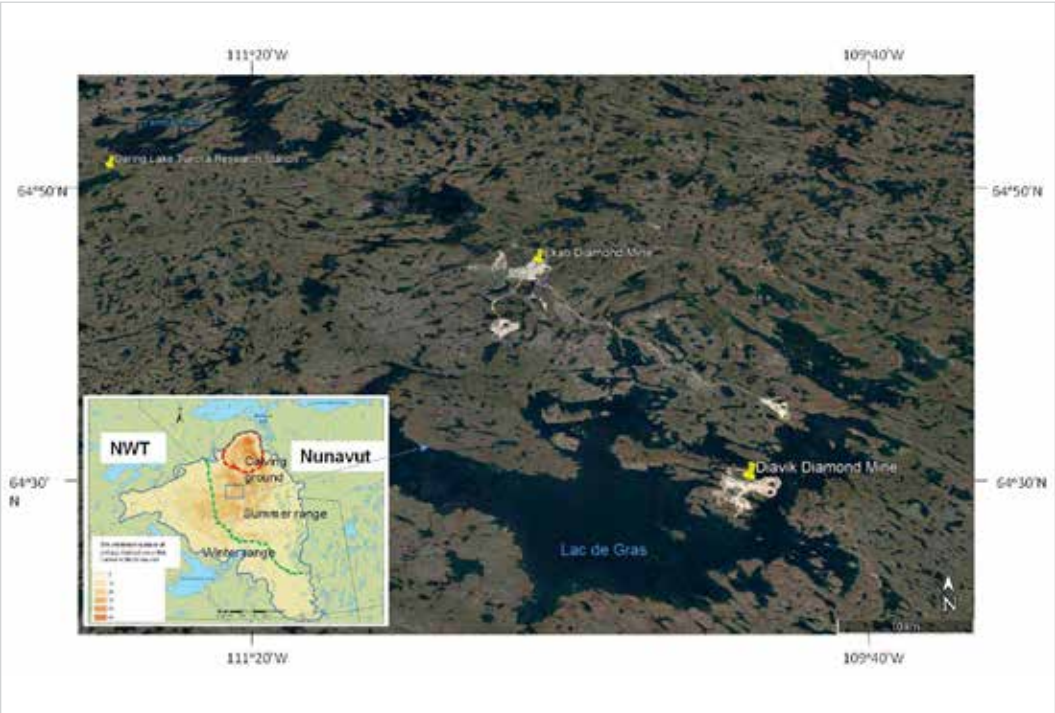 111°20'W
109°40'W
Daring Lake Tundra Research Station
64°50'N
64°50'N
Ekati Diamond Mine
NWT
Nunavut
Calving
ground
Summer range
Winter range
Diavik Diamond Mine
64°30'
N
64°30'N
Lac de Gras
N
10 km
111°20'W
109°40'W